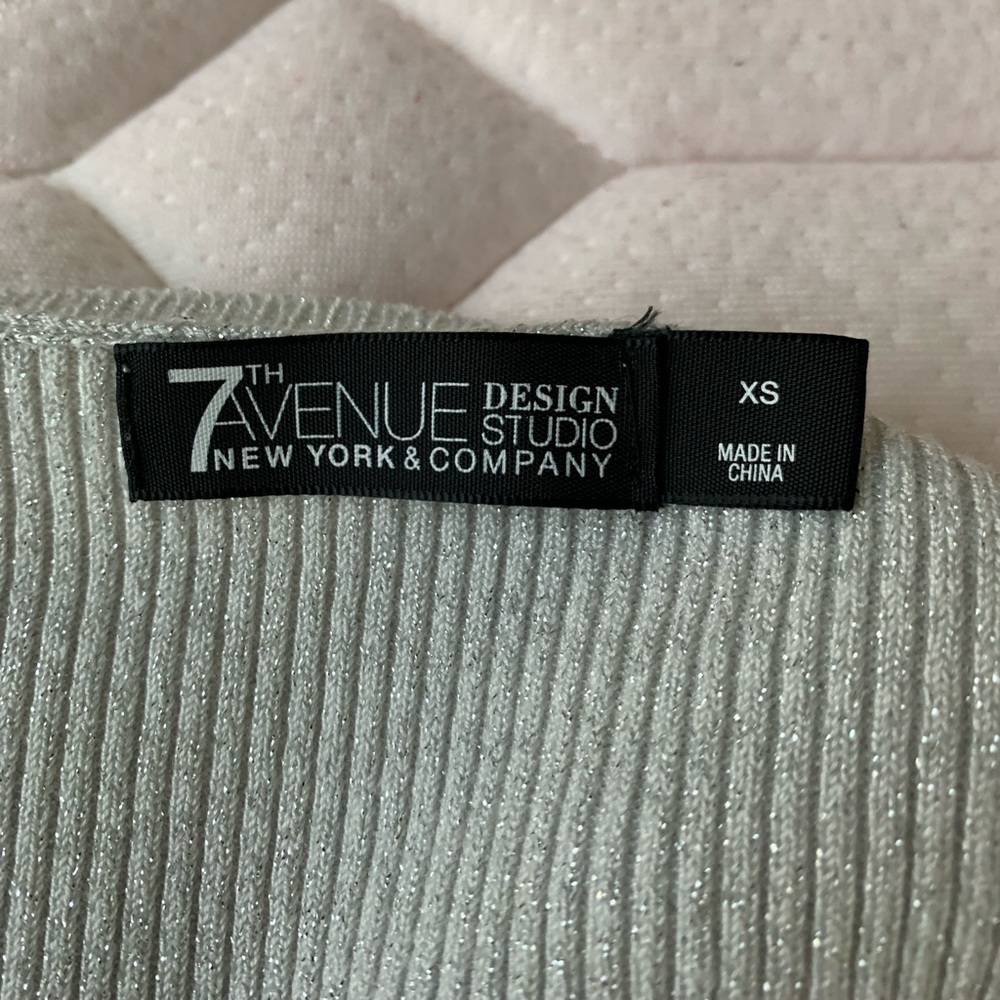 7TH AVENUE DESIGN STUDIO
NEW YORK & COMPANY
XS
MADE IN
CHINA